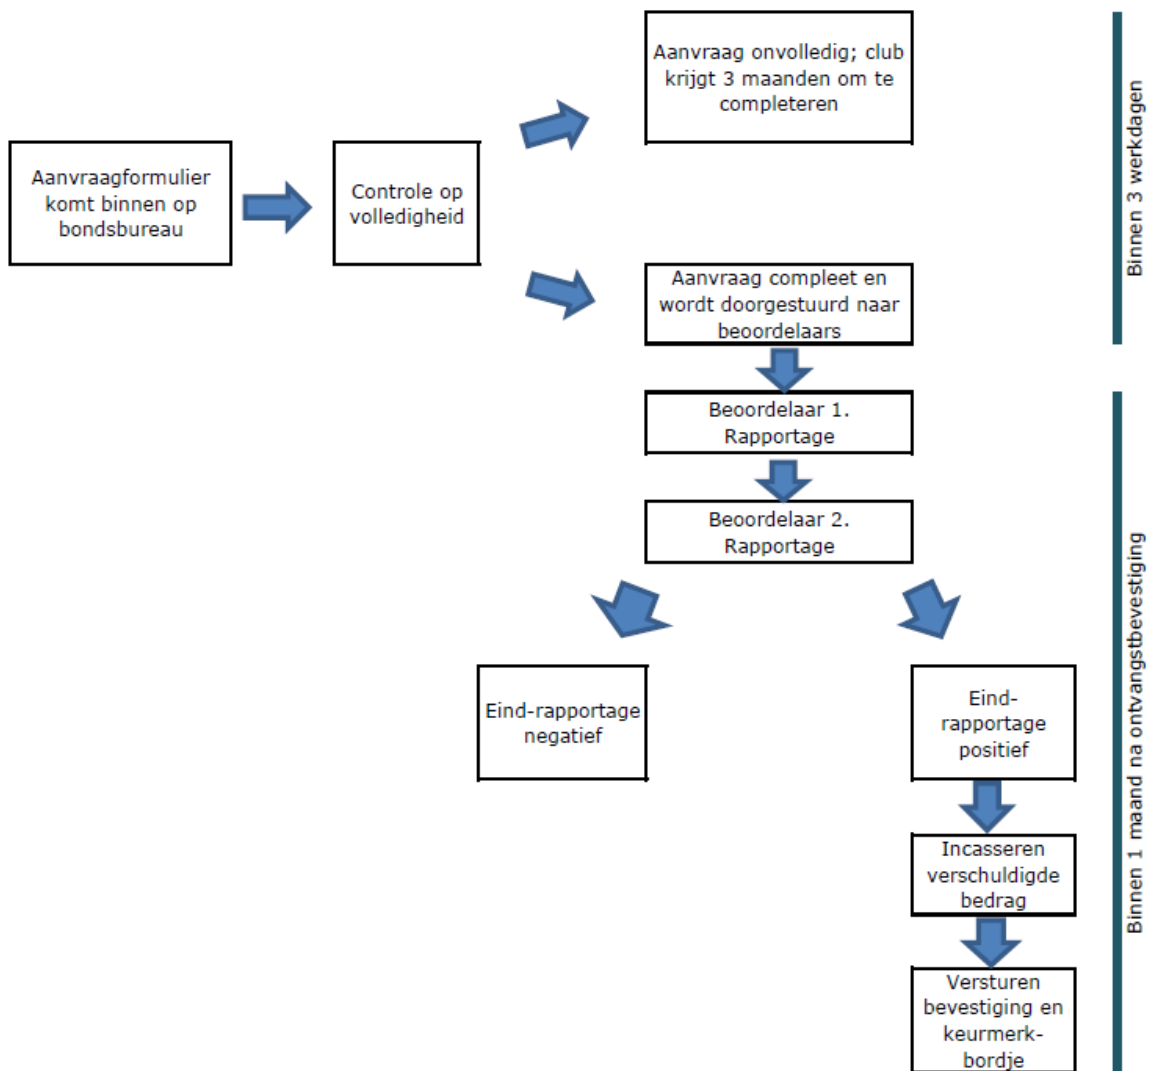 Aanvraag onvolledig; club
krijgt 3 maanden om te
completeren
Aanvraagformulier
komt binnen op
bondsbureau
Controle op
volledigheid
Aanvraag compleet en
wordt doorgestuurd naar
beoordelaars
Binnen 3 werkdagen
Beoordelaar 1.
Rapportage
Beoordelaar 2.
Rapportage
Eind-rapportage
negatief
Eind-
rapportage
positief
Incasseren
verschuldigde
bedrag
Versturen
bevestiging en
keurmerk-
bordje
Binnen 1 maand na ontvangstbevestiging